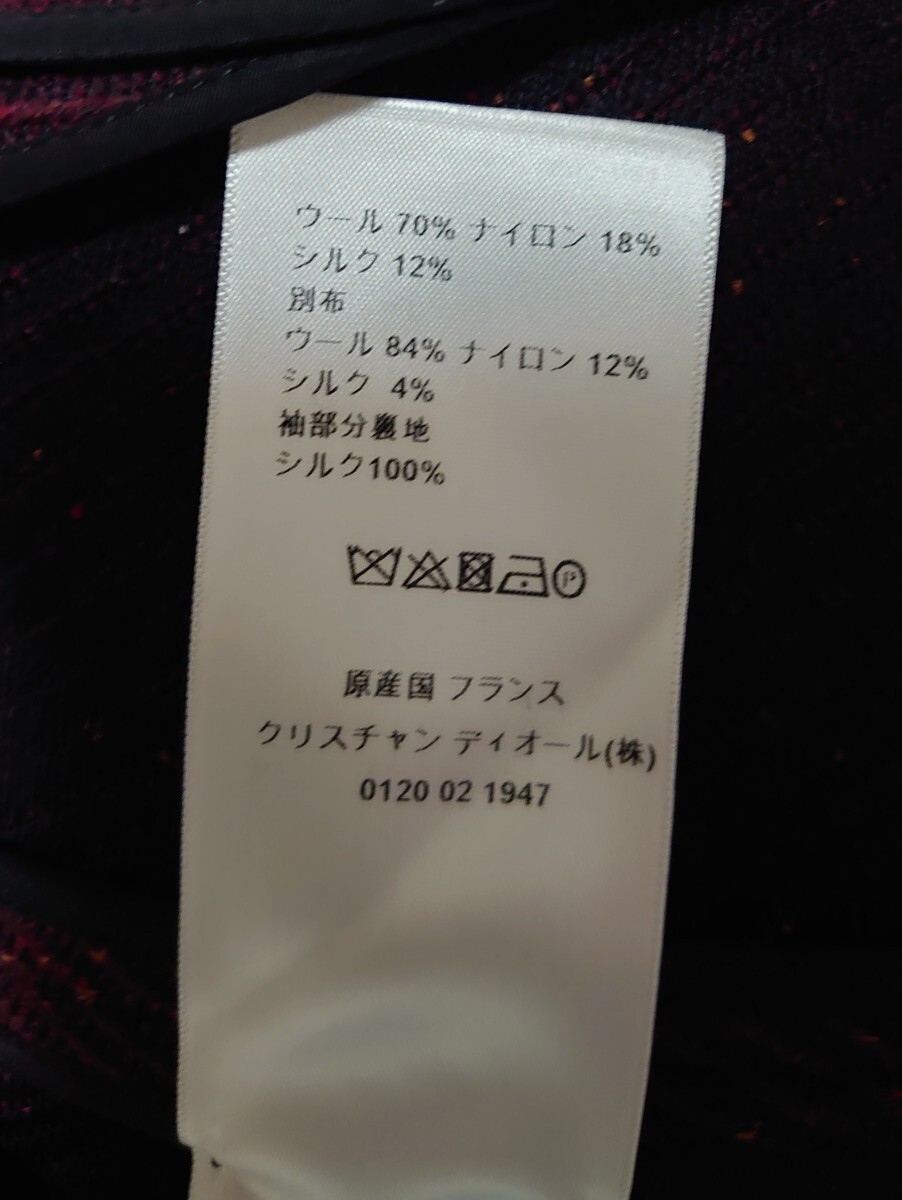 ウール 70% ナイロン 18%
シルク 12%
別布
ウール 84% ナイロン 12%
シルク 4%
袖部分裏地
シルク100%
P
原産国 フランス
クリスチャン ディオール(株)
0120 02 1947